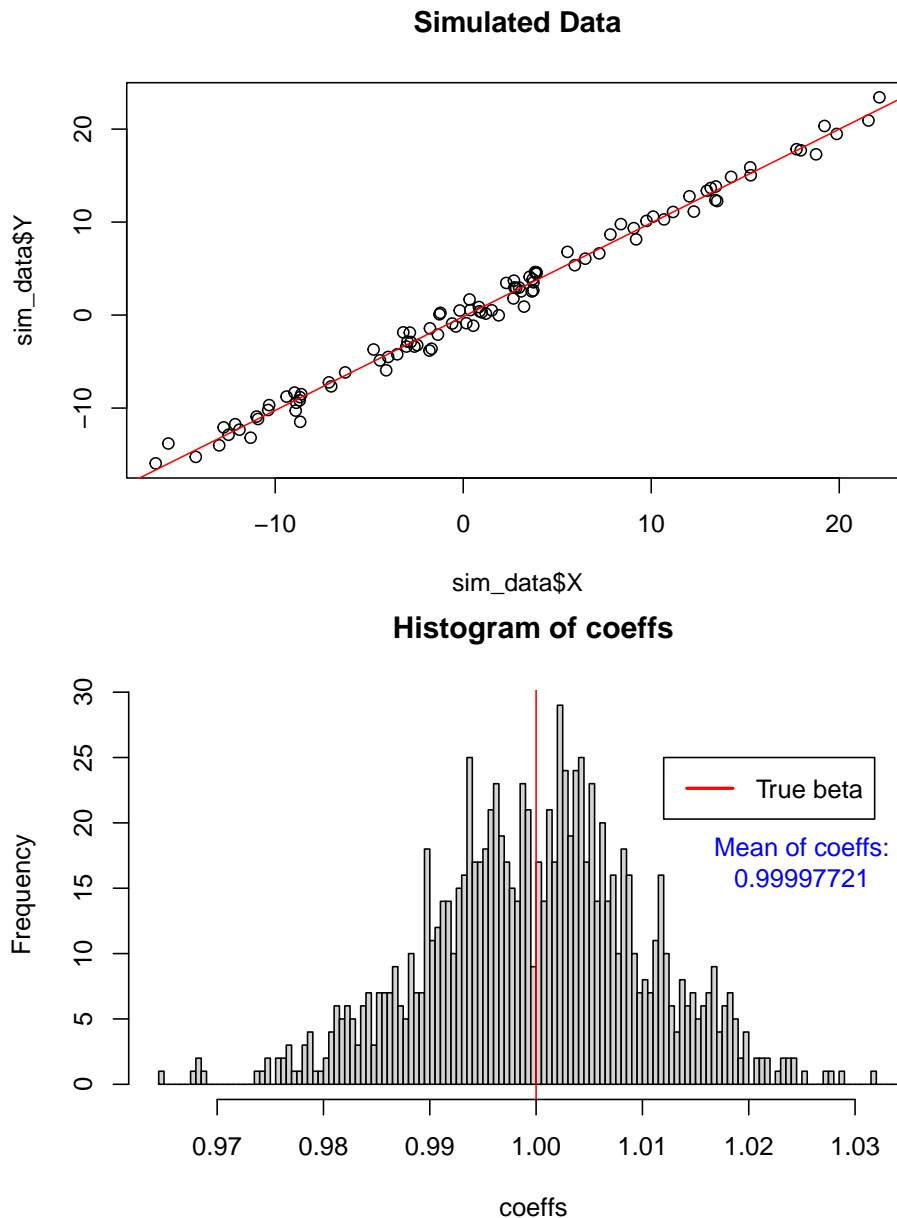 Simulated Data
sim_data$Y
20
10
0
−10
−10
0
10
20
sim_data$X
Histogram of coeffs
Frequency
30
25
20
15
10
5
0
True beta
Mean of coeffs:
0.99997721
0.97
0.98
0.99
1.00
1.01
1.02
1.03
coeffs